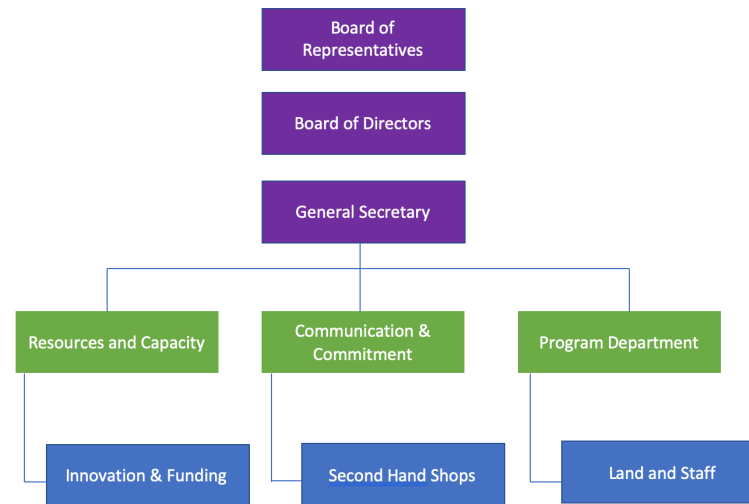 Board of
Representatives
Board of Directors
General Secretary
Resources and Capacity
Communication &
Commitment
Program Department
Innovation & Funding
Second Hand Shops
Land and Staff